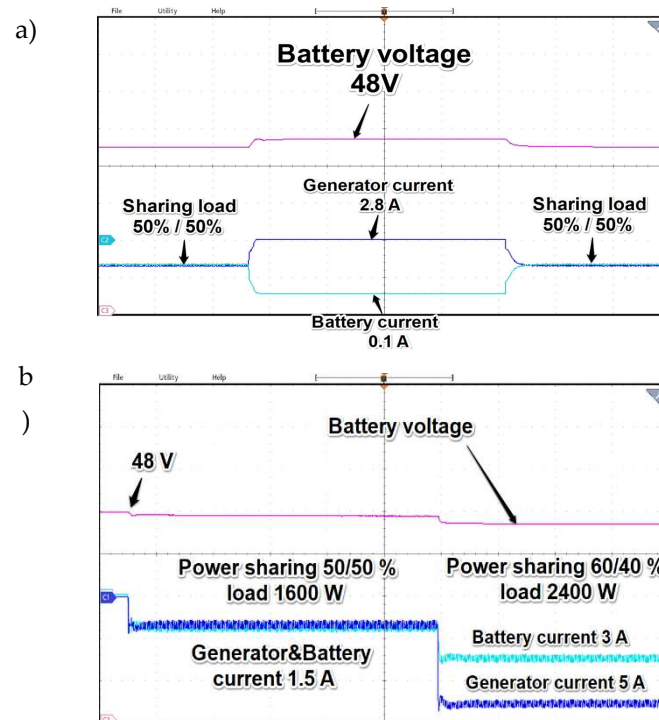 a)
File Utility Help
Battery voltage
48V
Generator current
2.8 A
Sharing load
50% / 50%
Sharing load
50% / 50%
C2
Battery current
0.1 A
C3
b
)
File Utility Help
Battery voltage
48 V
Power sharing 50/50 %
load 1600 W
Power sharing 60/40 %
load 2400 W
C1
Generator&Battery
current 1.5 A
Battery current 3 A
Generator current 5 A